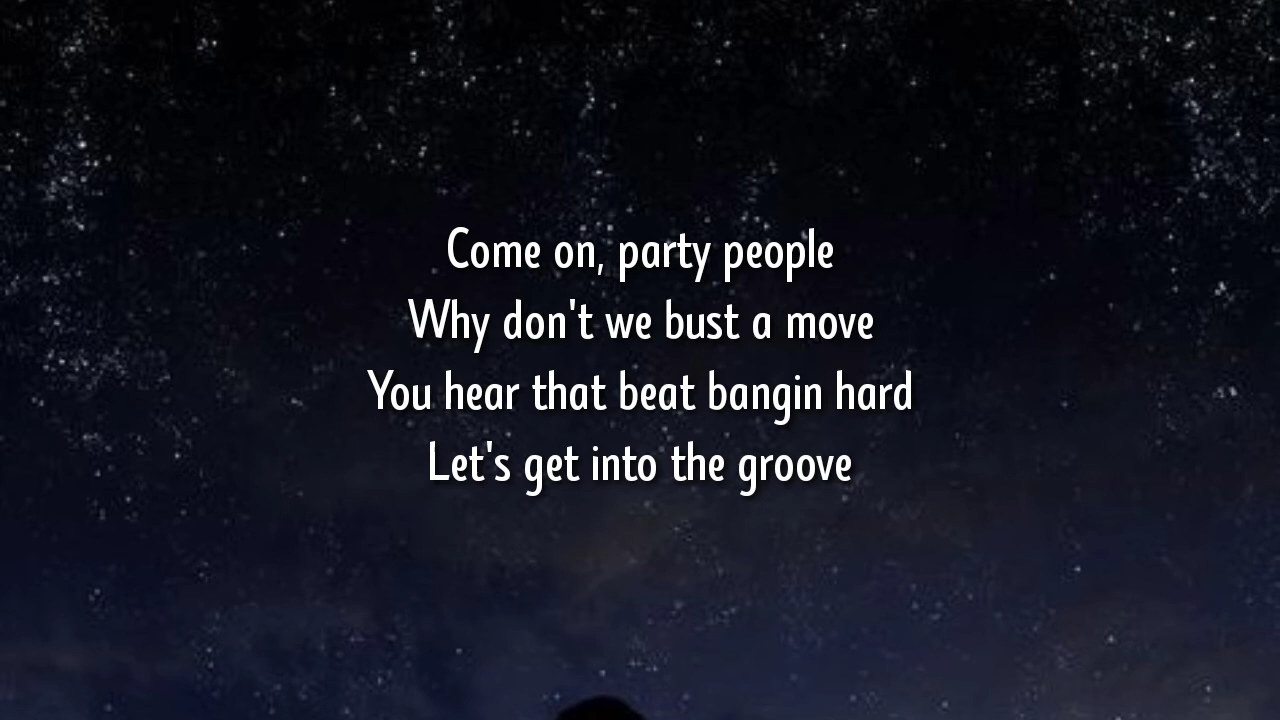 Come on, party people
Why don't we bust a move
You hear that beat bangin hard
Let's get into the groove